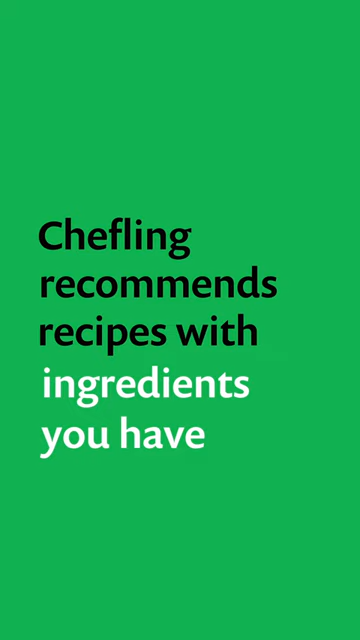 Chefling
recommends
recipes with
ingredients
you have